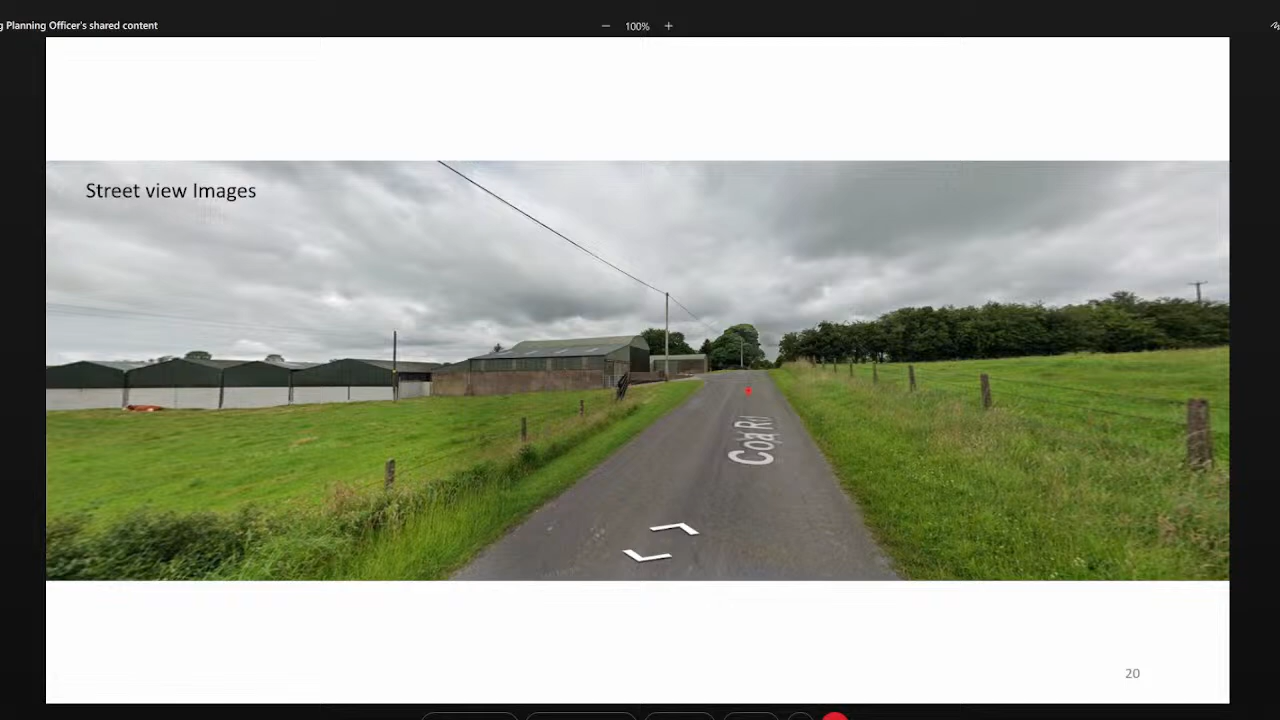 g Planning Officer's shared content
100%
Street view Images
Coa Rd
20